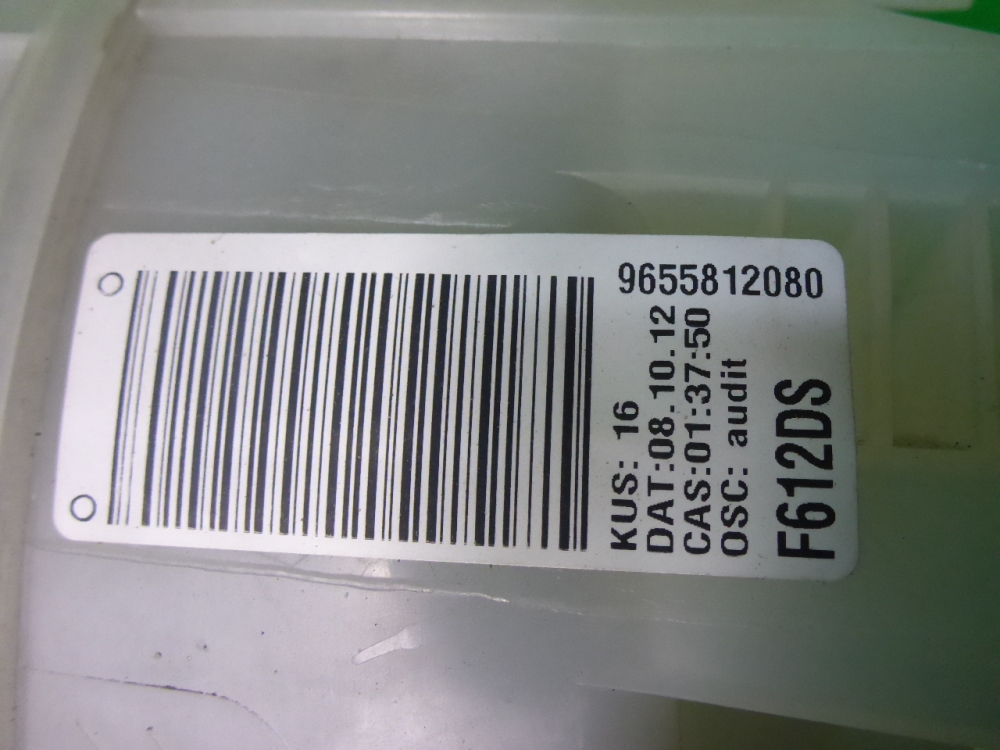 9655812080
KUS: 16
DAT:08.10.12
CAS:01:37:50
OSC: audit
F612DS